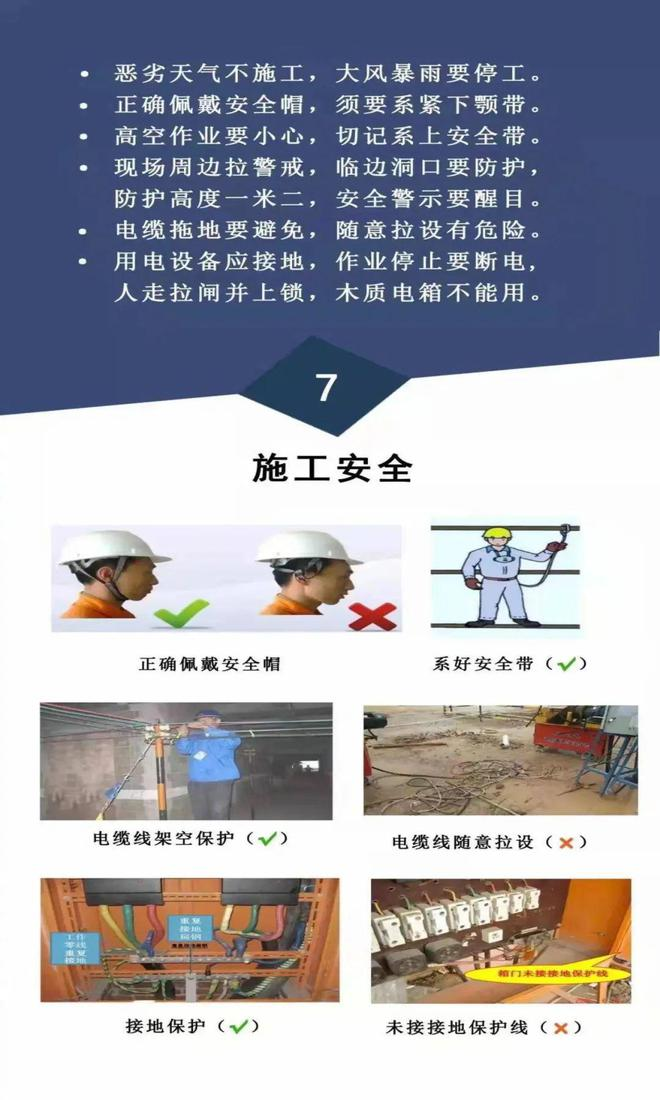 • 恶劣天气不施工，大风暴雨要停工。
• 正确佩戴安全帽，须要系紧下颚带。
• 高空作业要小心，切记系上安全带。
• 现场周边拉警戒，临边洞口要防护，
防护高度一米二，安全警示要醒目。
• 电缆拖地要避免，随意拉设有危险。
• 用电设备应接地，作业停止要断电，
人走拉闸并上锁，木质电箱不能用。
7
施工安全
正确佩戴安全帽
系好安全带（✓）
电缆线架空保护（✓）
电缆线随意拉设（×）
工作
零线
重复
接地
重复
接地
扁钢
箱门未接接地保护线
接地保护（✓）
未接接地保护线（×）